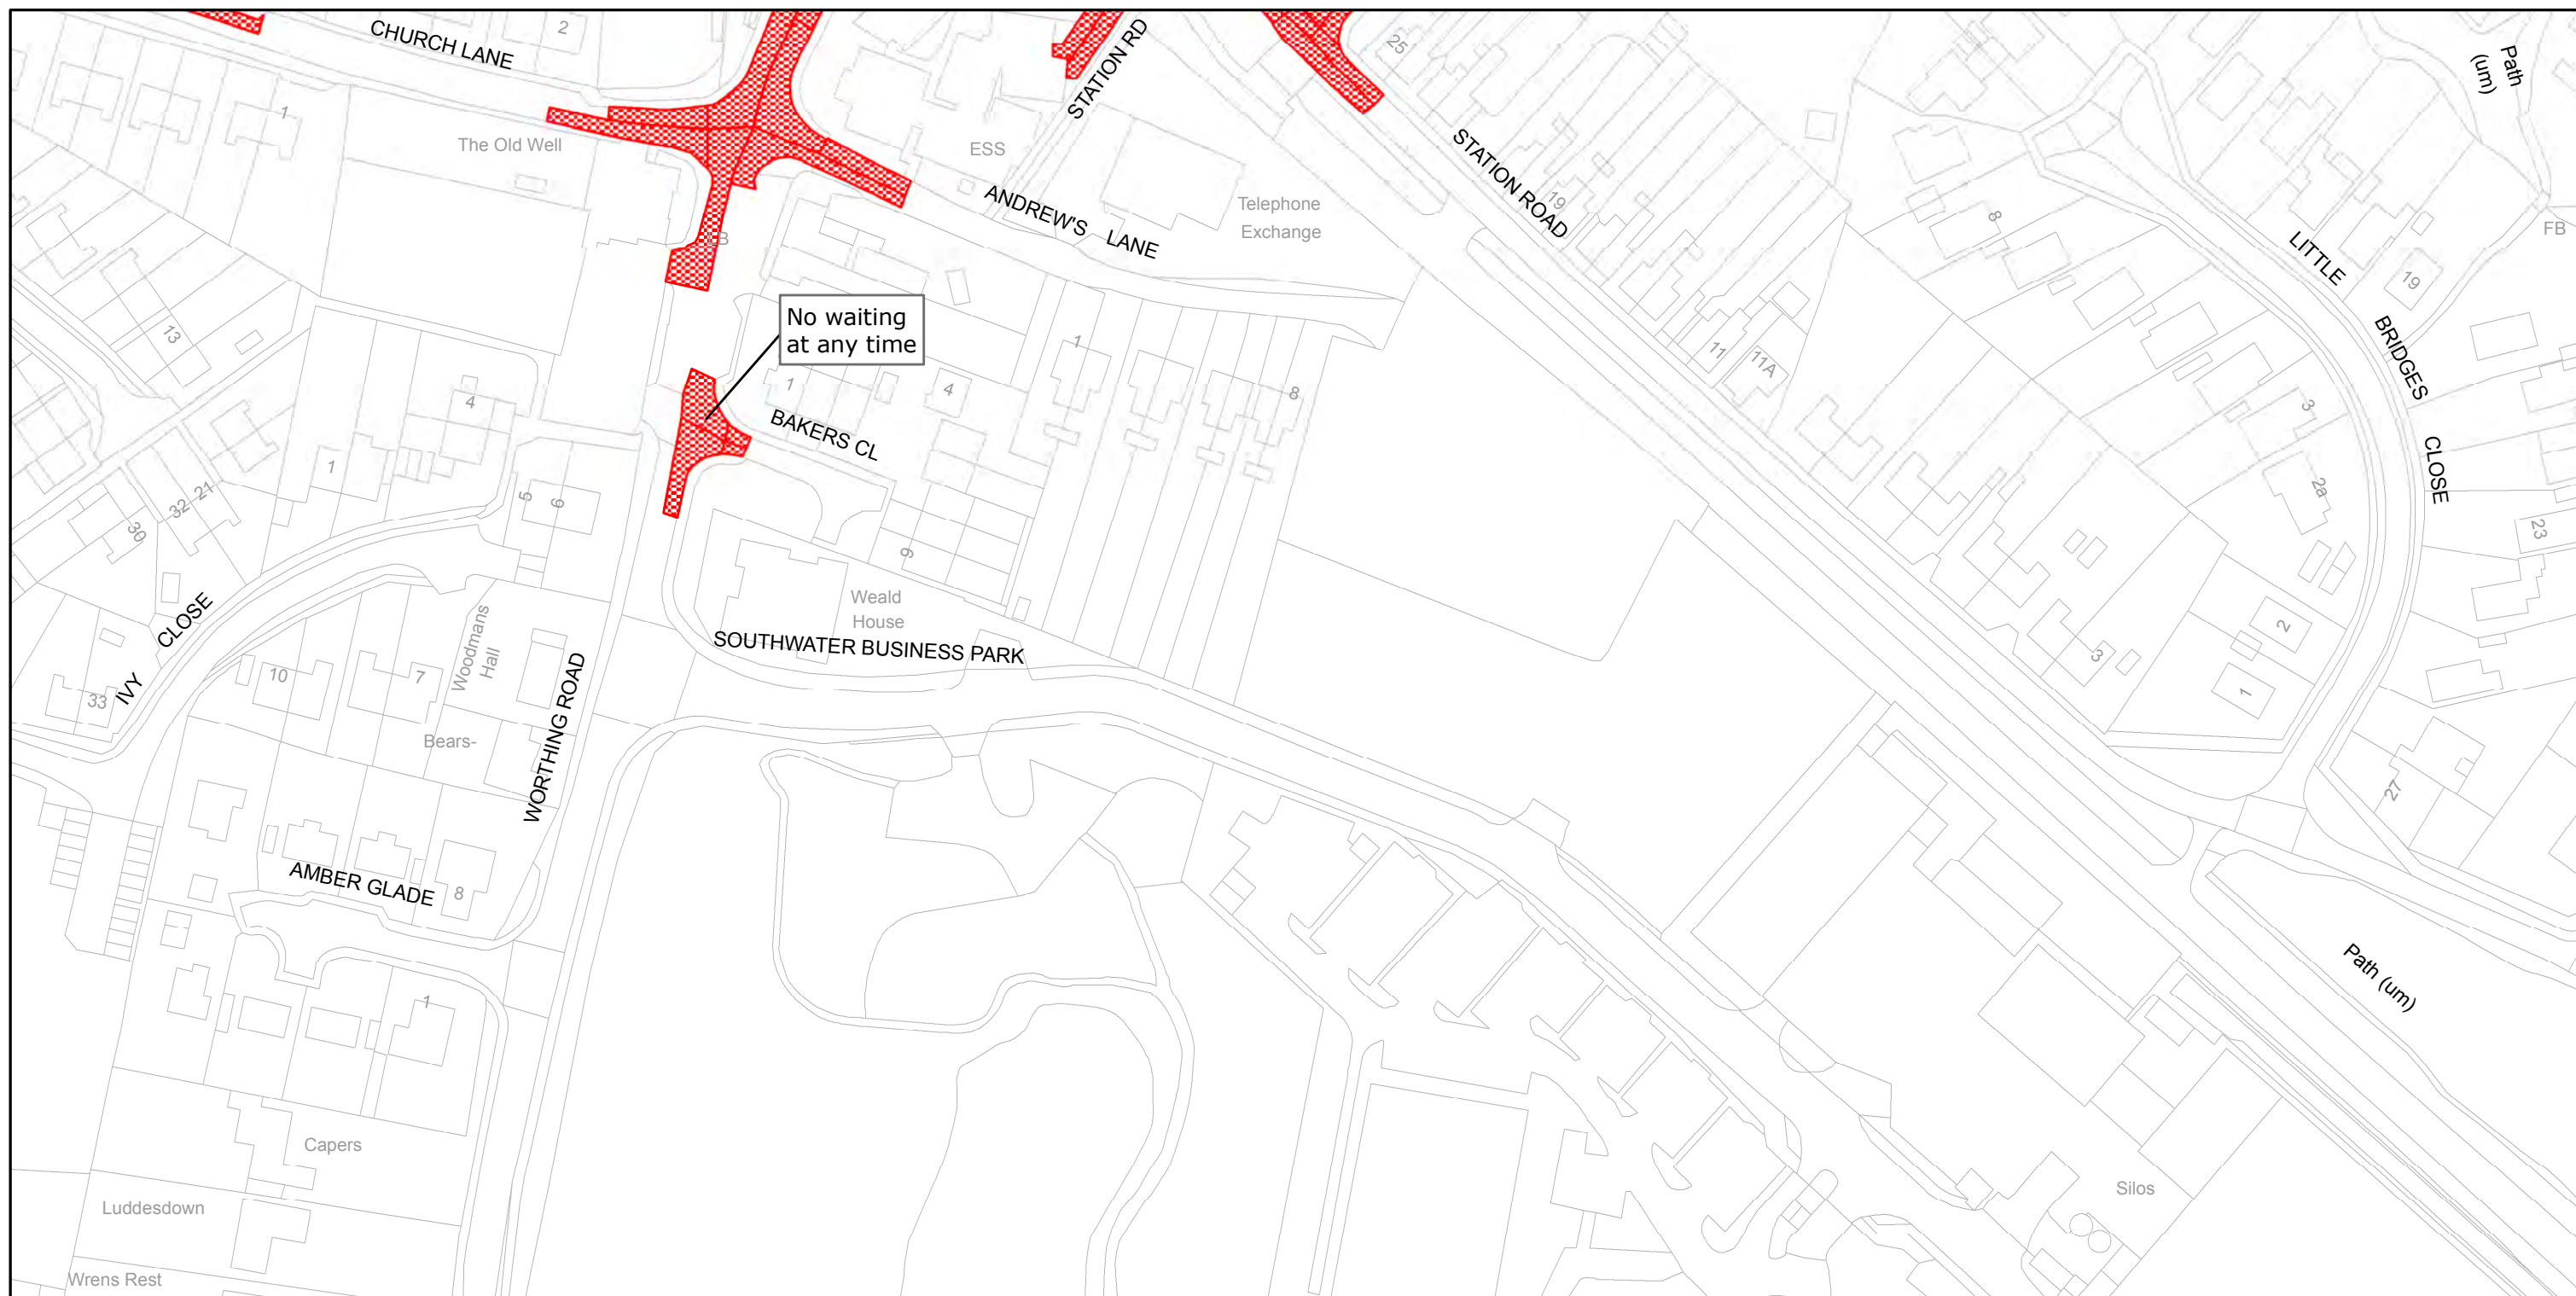 CHURCH LANE
2
STATION RD
25
Path
(um)
1
The Old Well
ESS
STATION ROAD
19
ANDREW'S LANE
Telephone
Exchange
8
LITTLE
BRIDGES
CLOSE
FB
19
13
No waiting
at any time
1
11
11A
1
4
8
4
3
BAKERS CL
1
5
6
2a
21
32
30
23
9
IVY CLOSE
Woodmans
Hall
Weald
House
SOUTHWATER BUSINESS PARK
2
3
1
33
10
7
WORTHING ROAD
Bears-
27
AMBER GLADE
8
Path (um)
1
Capers
Silos
Luddesdown
Wrens Rest